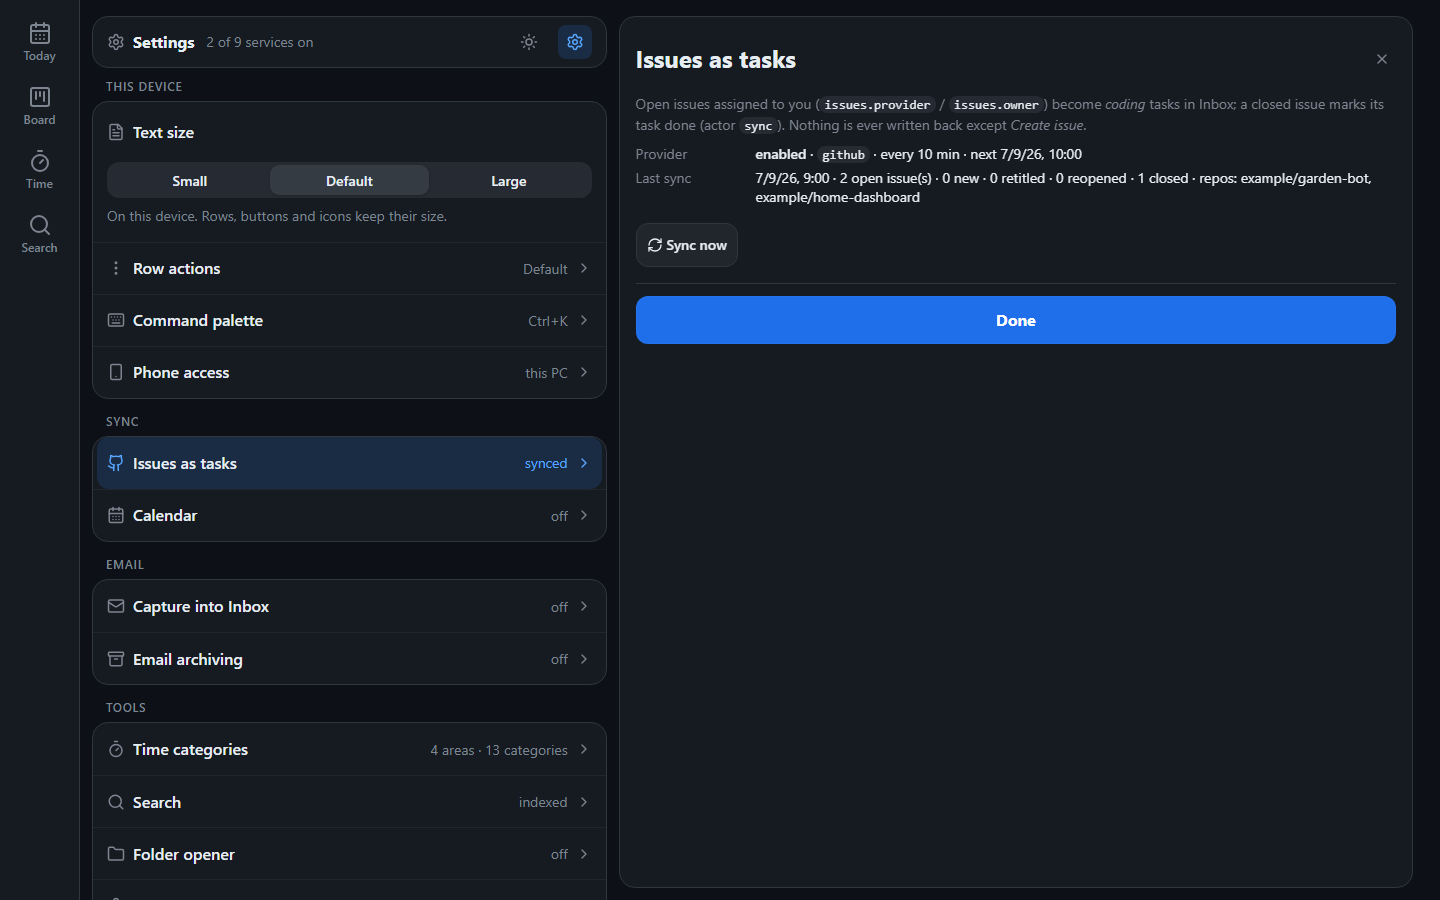 Today
Board
Time
Search
Settings 2 of 9 services on
THIS DEVICE
Text size
Small Default Large
On this device. Rows, buttons and icons keep their size.
Row actions Default
Command palette Ctrl+K
Phone access this PC
SYNC
Issues as tasks synced
Calendar off
EMAIL
Capture into Inbox off
Email archiving off
TOOLS
Time categories 4 areas · 13 categories
Search indexed
Folder opener off
Issues as tasks
Open issues assigned to you (issues.provider / issues.owner) become coding tasks in Inbox; a closed issue marks its
task done (actor sync). Nothing is ever written back except Create issue.
Provider enabled · github · every 10 min · next 7/9/26, 10:00
Last sync 7/9/26, 9:00 · 2 open issue(s) · 0 new · 0 retitled · 0 reopened · 1 closed · repos: example/garden-bot,
example/home-dashboard
Sync now
Done